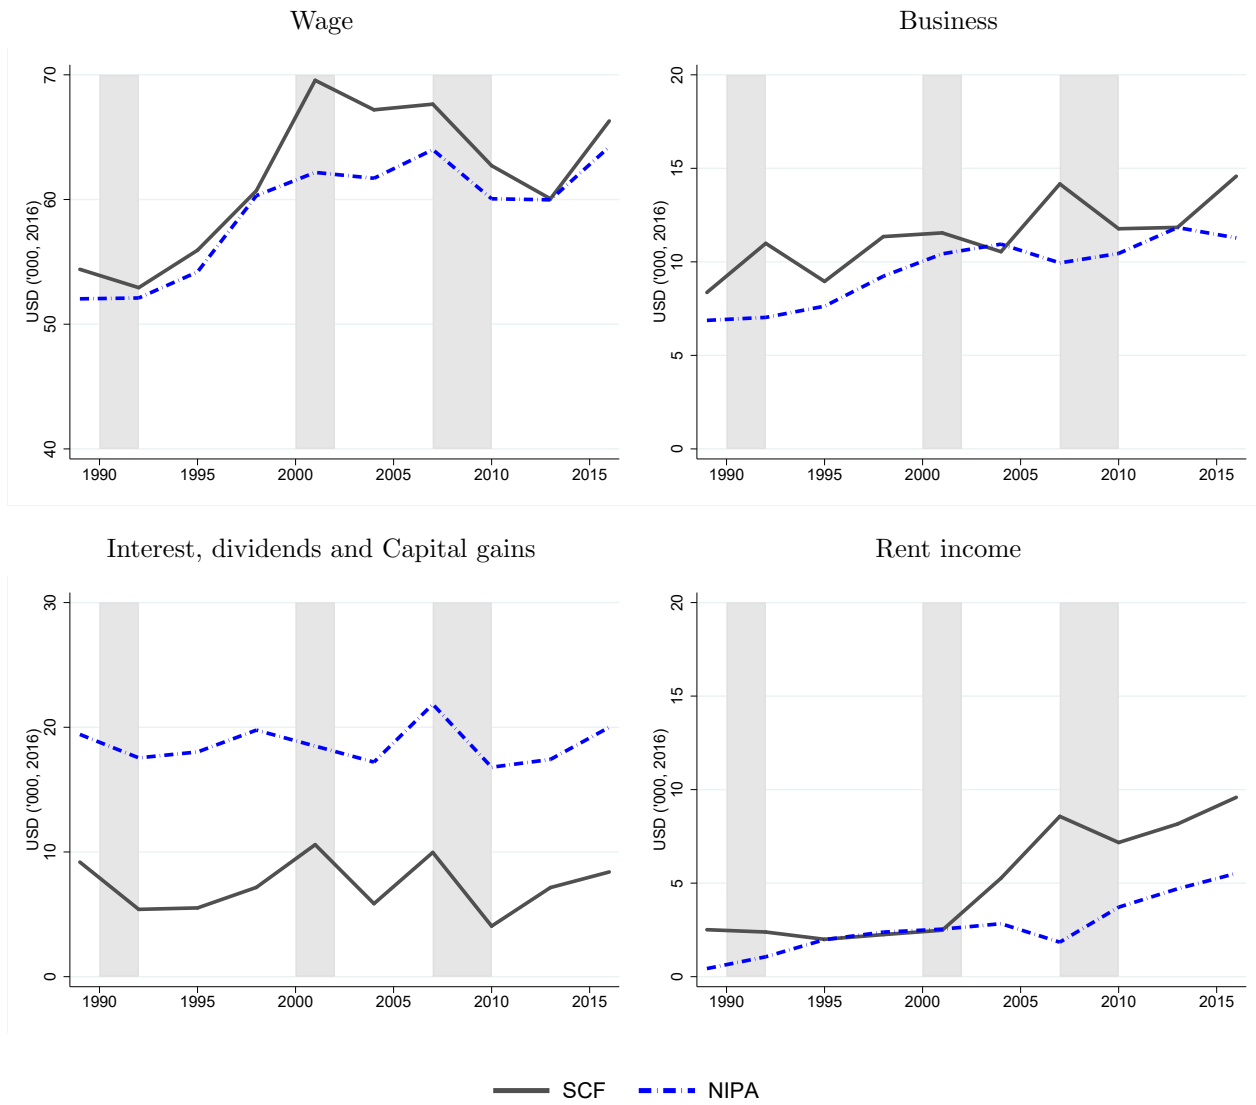 Wage
USD ('000, 2016)
70
60
50
40
1990 1995 2000 2005 2010 2015
Business
USD ('000, 2016)
20
15
10
5
0
1990 1995 2000 2005 2010 2015
Interest, dividends and Capital gains
USD ('000, 2016)
30
20
10
0
1990 1995 2000 2005 2010 2015
Rent income
USD ('000, 2016)
20
15
10
5
0
1990 1995 2000 2005 2010 2015
SCF NIPA